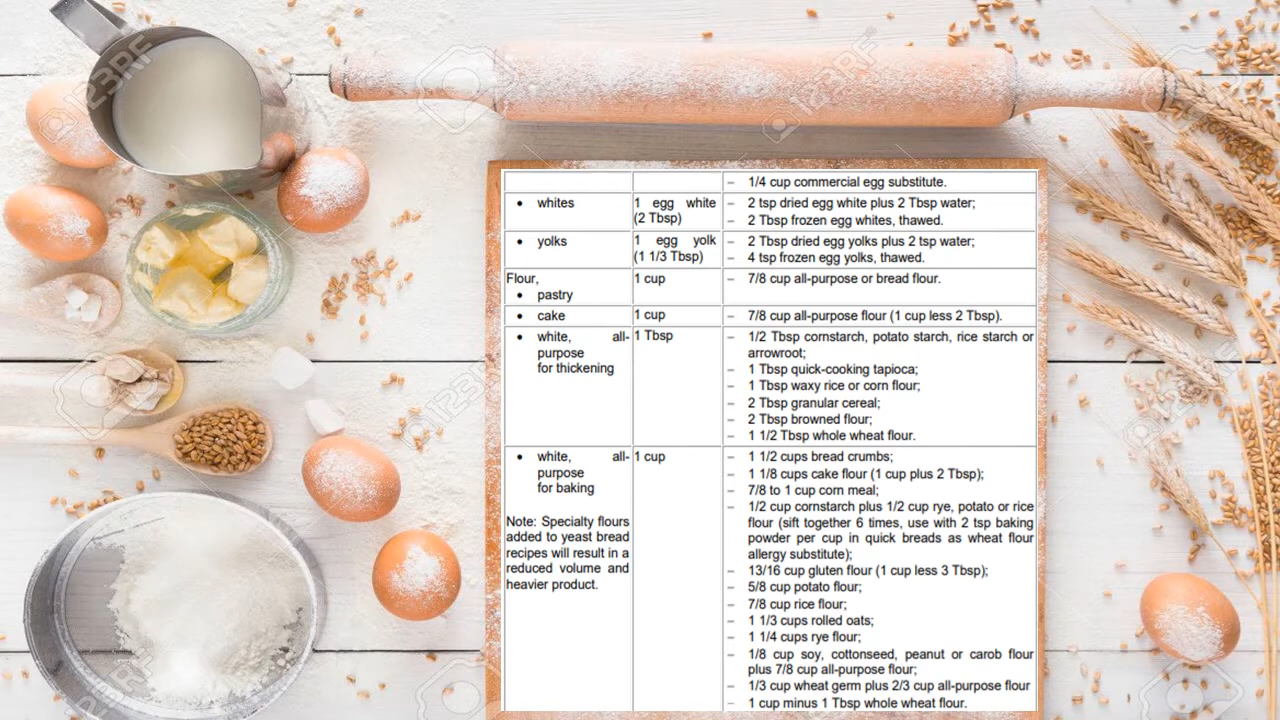 – 1/4 cup commercial egg substitute.
• whites 1 egg white – 2 tsp dried egg white plus 2 Tbsp water;
(2 Tbsp) – 2 Tbsp frozen egg whites, thawed.
• yolks 1 egg yolk – 2 Tbsp dried egg yolks plus 2 tsp water;
(1 1/3 Tbsp) – 4 tsp frozen egg yolks, thawed.
Flour, 1 cup – 7/8 cup all-purpose or bread flour.
• pastry
• cake 1 cup – 7/8 cup all-purpose flour (1 cup less 2 Tbsp).
• white, all- 1 Tbsp – 1/2 Tbsp cornstarch, potato starch, rice starch or
purpose arrowroot;
for thickening – 1 Tbsp quick-cooking tapioca;
– 1 Tbsp waxy rice or corn flour;
– 2 Tbsp granular cereal;
– 2 Tbsp browned flour;
– 1 1/2 Tbsp whole wheat flour.
• white, all- 1 cup – 1 1/2 cups bread crumbs;
purpose – 1 1/8 cups cake flour (1 cup plus 2 Tbsp);
for baking – 7/8 to 1 cup corn meal;
– 1/2 cup cornstarch plus 1/2 cup rye, potato or rice
Note: Specialty flours flour (sift together 6 times, use with 2 tsp baking
added to yeast bread powder per cup in quick breads as wheat flour
recipes will result in a allergy substitute);
reduced volume and – 13/16 cup gluten flour (1 cup less 3 Tbsp);
heavier product. – 5/8 cup potato flour;
– 7/8 cup rice flour;
– 1 1/3 cups rolled oats;
– 1 1/4 cups rye flour;
– 1/8 cup soy, cottonseed, peanut or carob flour
plus 7/8 cup all-purpose flour;
– 1/3 cup wheat germ plus 2/3 cup all-purpose flour
– 1 cup minus 1 Tbsp whole wheat flour.
123RF
123RF
123RF
123RF